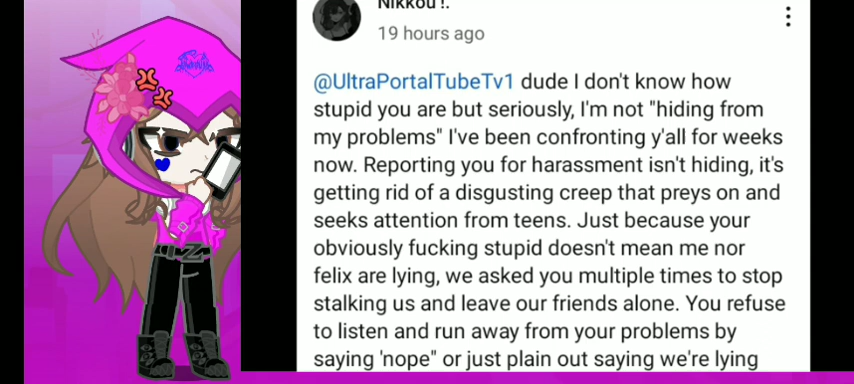 Nikkou !.
19 hours ago
@UltraPortalTubeTv1 dude I don't know how
stupid you are but seriously, I'm not "hiding from
my problems" I've been confronting y'all for weeks
now. Reporting you for harassment isn't hiding, it's
getting rid of a disgusting creep that preys on and
seeks attention from teens. Just because your
obviously fucking stupid doesn't mean me nor
felix are lying, we asked you multiple times to stop
stalking us and leave our friends alone. You refuse
to listen and run away from your problems by
saying 'nope" or just plain out saying we're lying